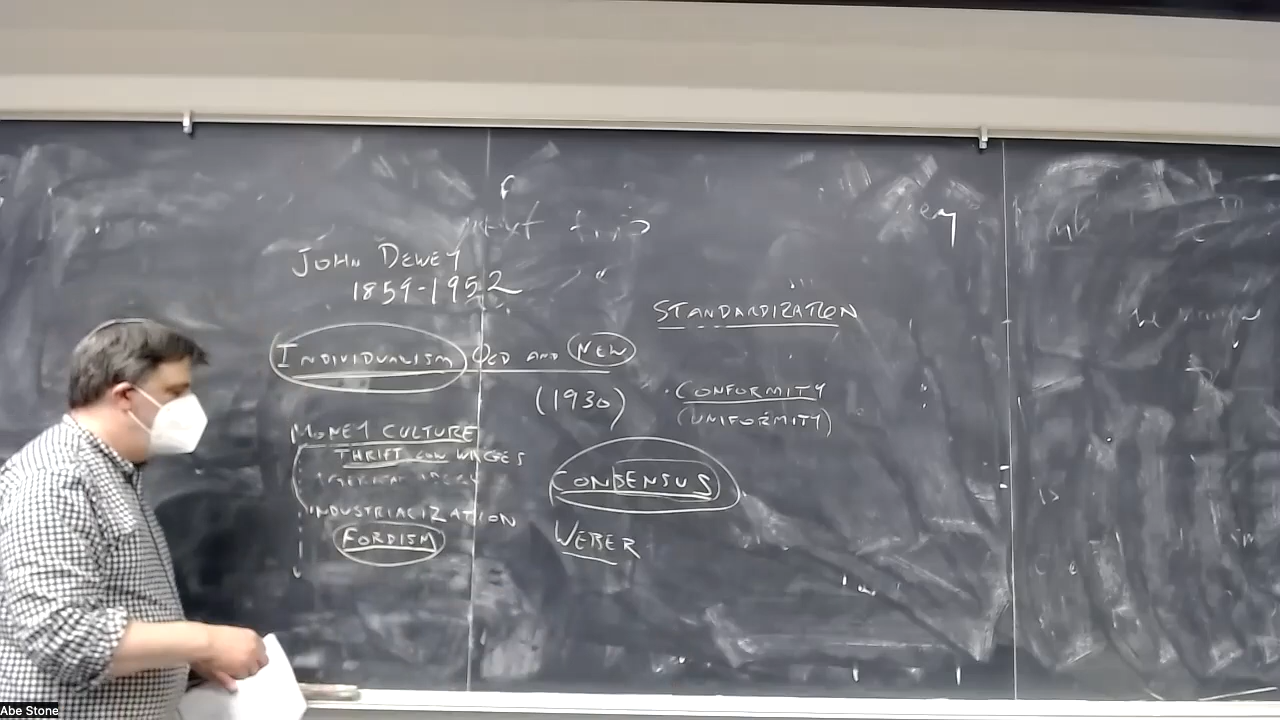 JOHN DEWEY
1859-1952
STANDARDIZATION
INDIVIDUALISM OLD AND NEW
(1930)
CONFORMITY
(UNIFORMITY)
MONEY CULTURE
THRIFT WAGES
CONSENSUS
INDUSTRIALIZATION
FORDISM
WEBER
Abe Stone